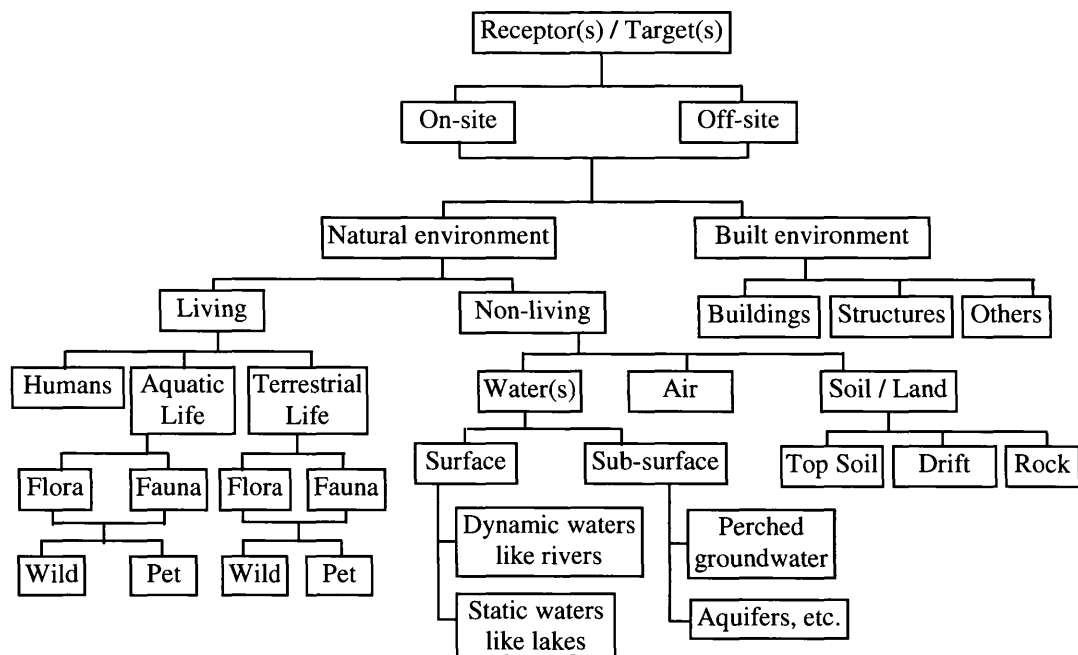 Receptor(s) / Target(s)
On-site
Off-site
Natural environment
Built environment
Living
Non-living
Buildings
Structures
Others
Humans
Aquatic
Life
Terrestrial
Life
Water(s)
Air
Soil / Land
Flora
Fauna
Flora
Fauna
Surface
Sub-surface
Top Soil
Drift
Rock
Wild
Pet
Wild
Pet
Dynamic waters
like rivers
Perched
groundwater
Static waters
like lakes
Aquifers, etc.